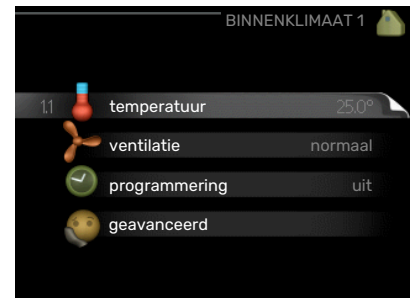 BINNENKLIMAAT 1
1.1 temperatuur 25.0°
ventilatie normaal
programmering uit
geavanceerd